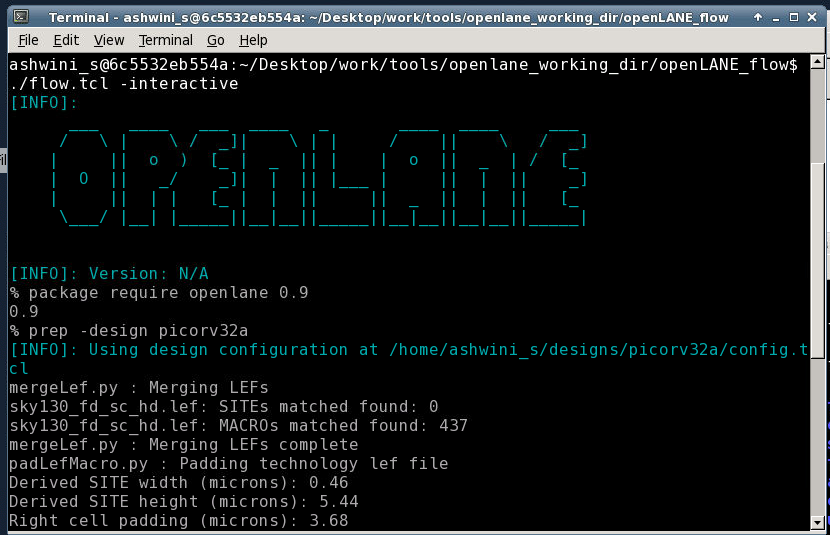 Terminal - ashwini_s@6c5532eb554a: ~/Desktop/work/tools/openlane_working_dir/openLANE_flow
File Edit View Terminal Go Help
ashwini_s@6c5532eb554a:~/Desktop/work/tools/openlane_working_dir/openLANE_flow$
./flow.tcl -interactive
[INFO]:
OPENLANE
[INFO]: Version: N/A
% package require openlane 0.9
0.9
% prep -design picorv32a
[INFO]: Using design configuration at /home/ashwini_s/designs/picorv32a/config.t
cl
mergeLef.py : Merging LEFs
sky130_fd_sc_hd.lef: SITEs matched found: 0
sky130_fd_sc_hd.lef: MACROs matched found: 437
mergeLef.py : Merging LEFs complete
padLefMacro.py : Padding technology lef file
Derived SITE width (microns): 0.46
Derived SITE height (microns): 5.44
Right cell padding (microns): 3.68